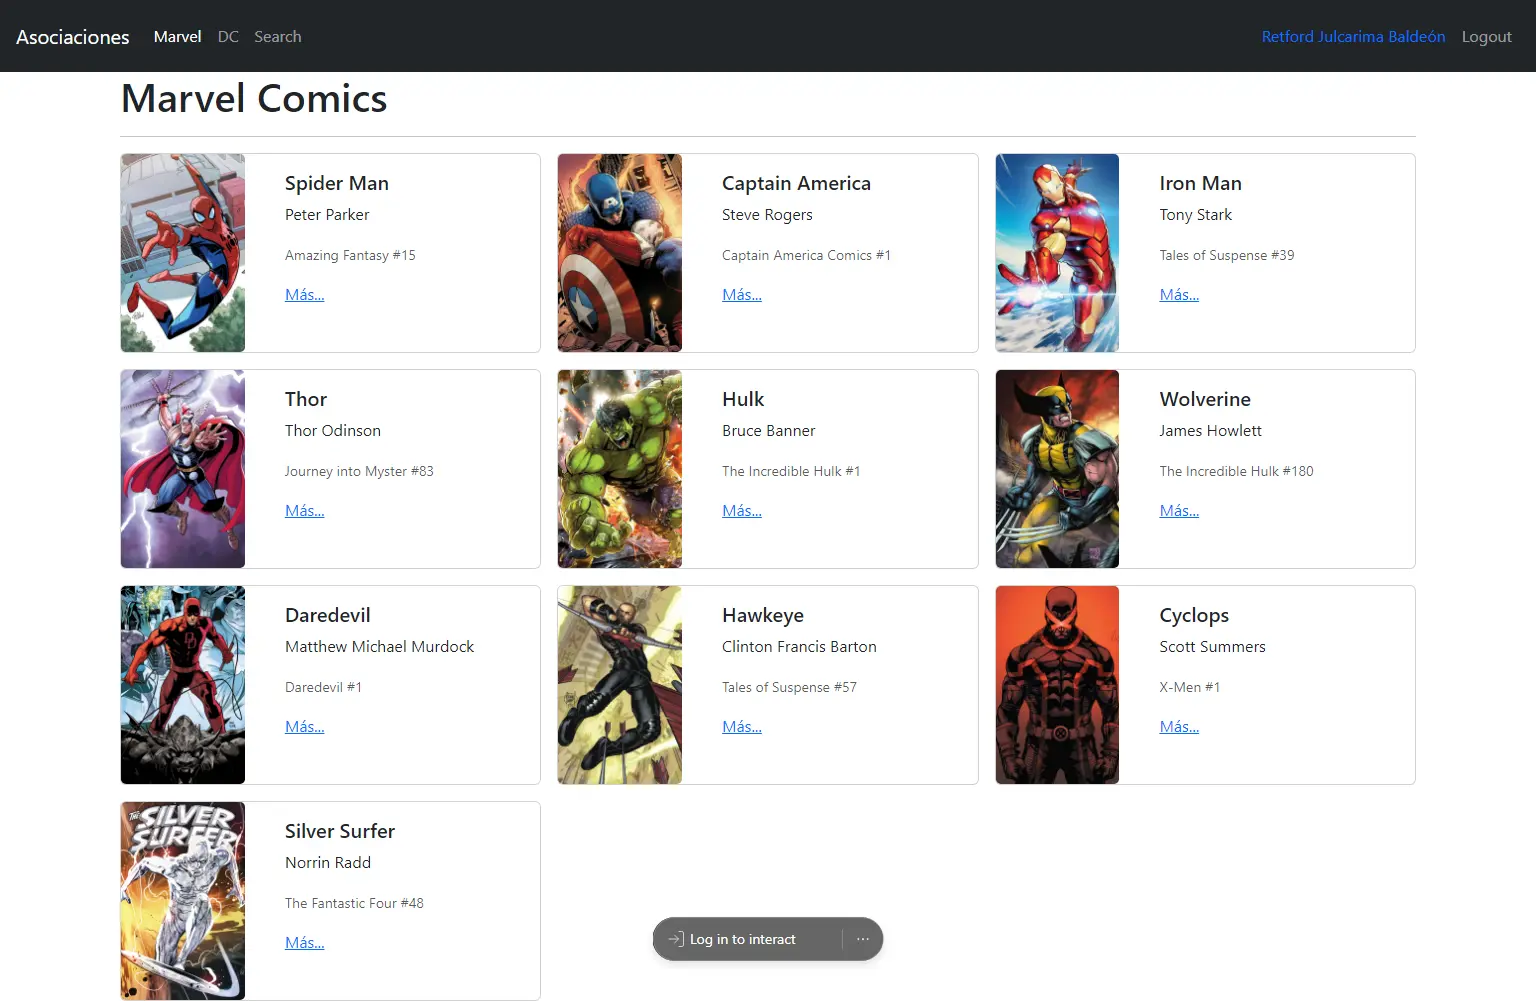 Asociaciones Marvel DC Search Retford Julcarima Baldeón Logout
Marvel Comics
Spider Man
Peter Parker
Amazing Fantasy #15
Más...
Captain America
Steve Rogers
Captain America Comics #1
Más...
Iron Man
Tony Stark
Tales of Suspense #39
Más...
Thor
Thor Odinson
Journey into Myster #83
Más...
Hulk
Bruce Banner
The Incredible Hulk #1
Más...
Wolverine
James Howlett
The Incredible Hulk #180
Más...
Daredevil
Matthew Michael Murdock
Daredevil #1
Más...
Hawkeye
Clinton Francis Barton
Tales of Suspense #57
Más...
Cyclops
Scott Summers
X-Men #1
Más...
THE SILVER
SURFER
Silver Surfer
Norrin Radd
The Fantastic Four #48
Más...
Log in to interact